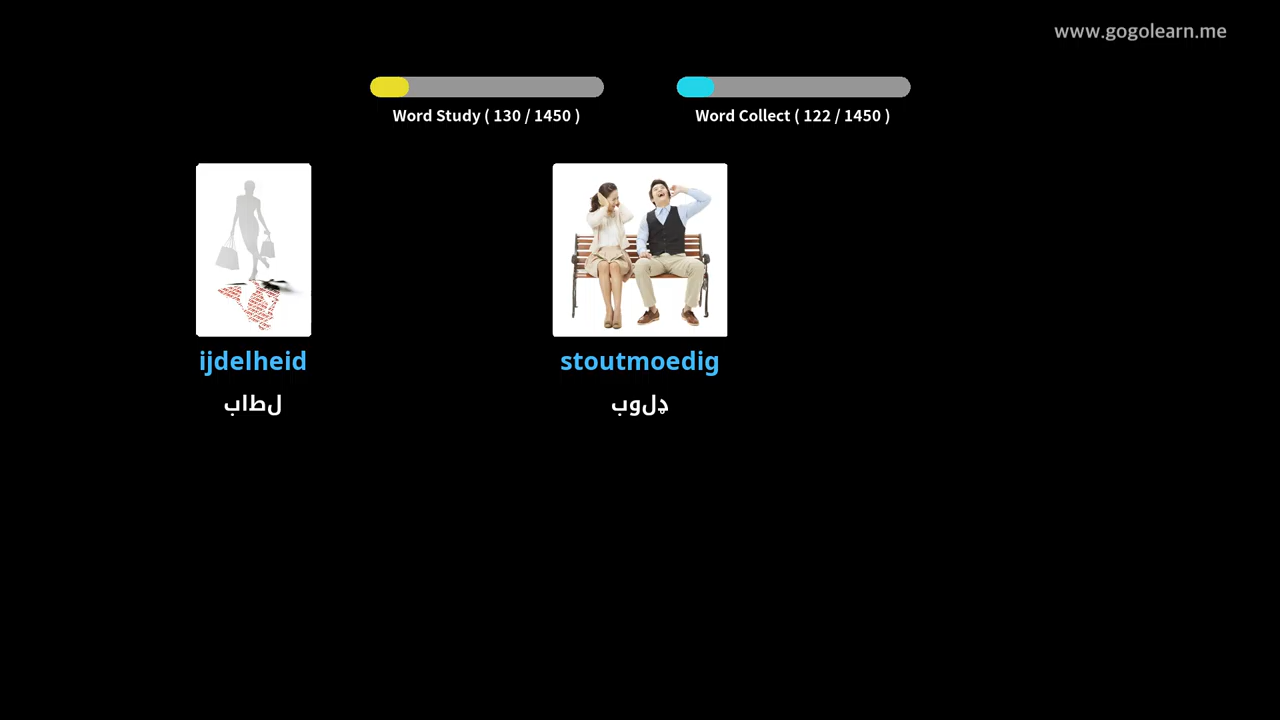 www.gogolearn.me
Word Study ( 130 / 1450 )
Word Collect ( 122 / 1450 )
ijdelheid
لطاب
stoutmoedig
ډلوب